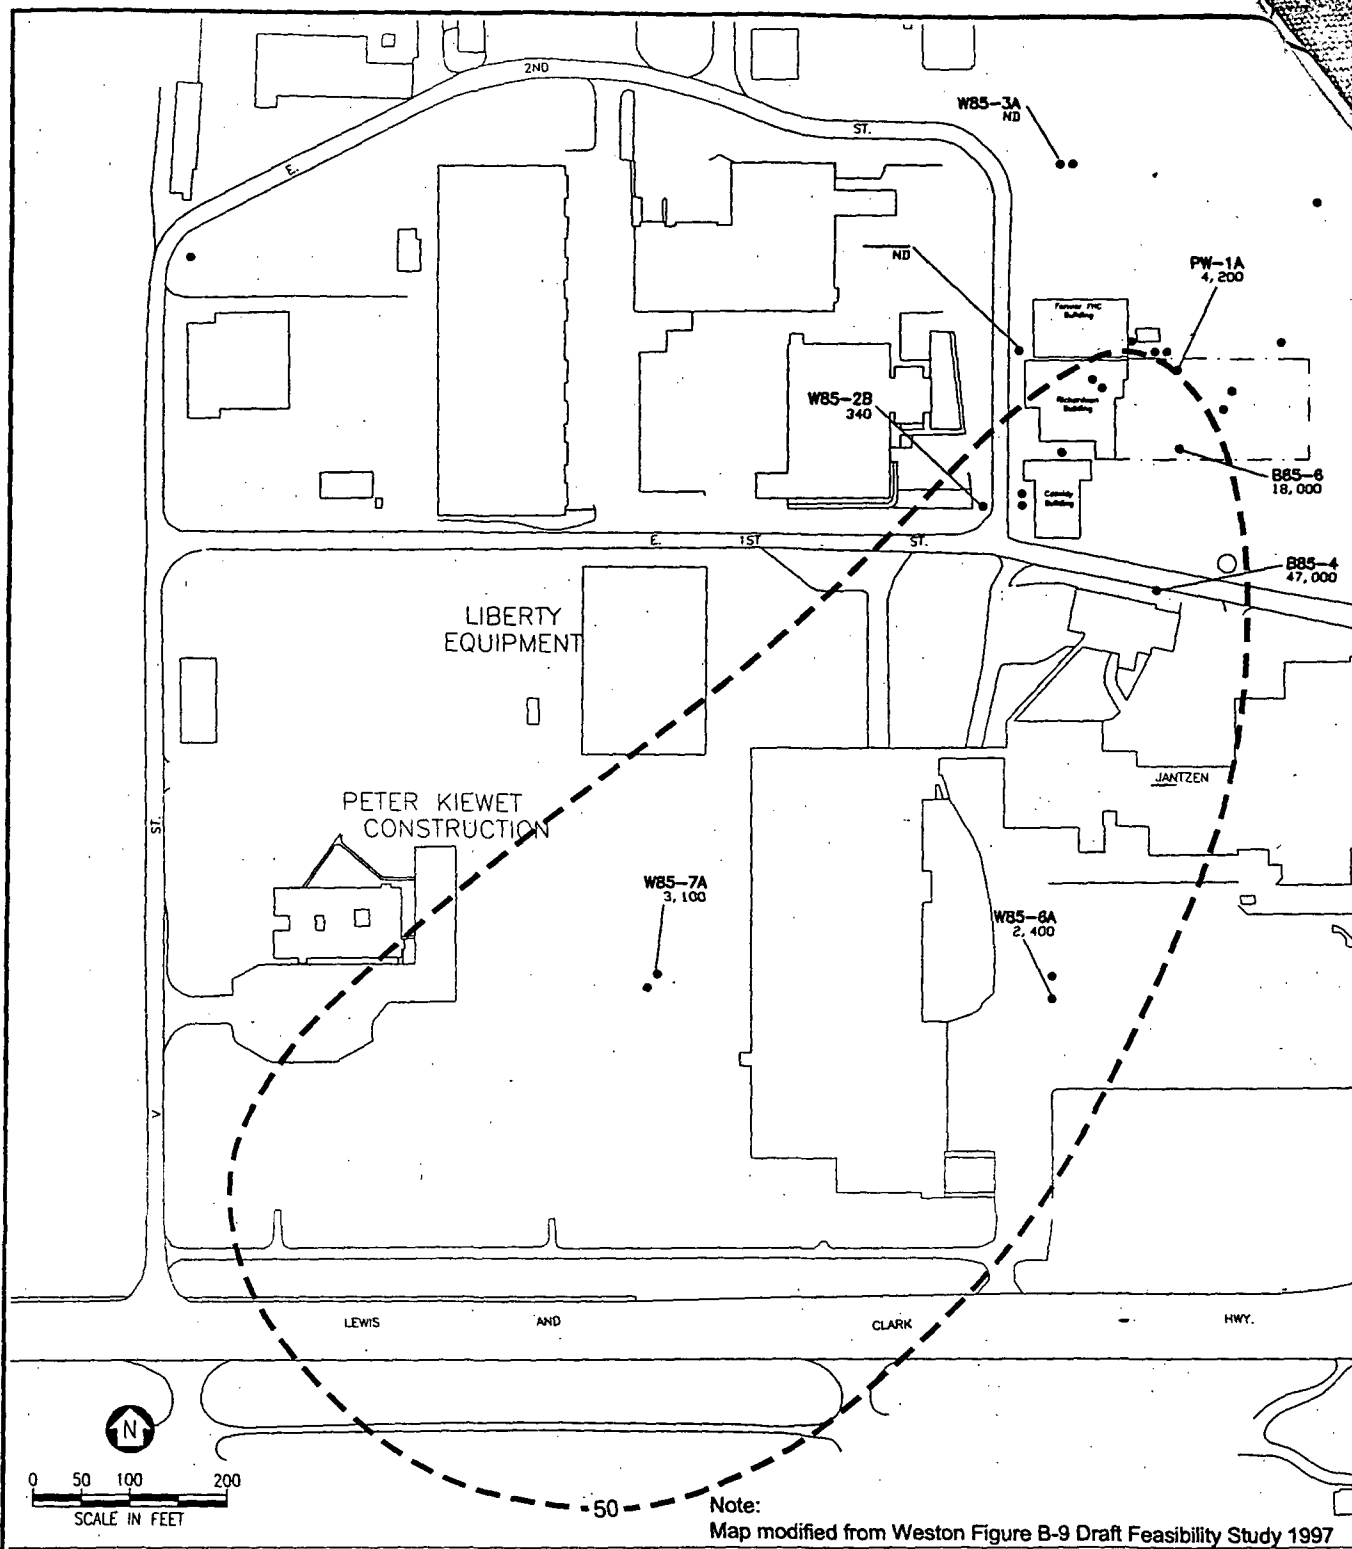 2ND
ST.
E.
W85-3A
ND
ND
PW-1A
4,200
Former FMC
Building
Richardson
Building
W85-2B
340
B85-6
18,000
Cassidy
Building
E. 1ST ST.
B85-4
47,000
LIBERTY
EQUIPMENT
JANTZEN
PETER KIEWET
CONSTRUCTION
ST.
W85-7A
3,100
W85-6A
2,400
V
LEWIS AND CLARK HWY.
N
0 50 100 200
SCALE IN FEET
50
Note:
Map modified from Weston Figure B-9 Draft Feasibility Study 1997